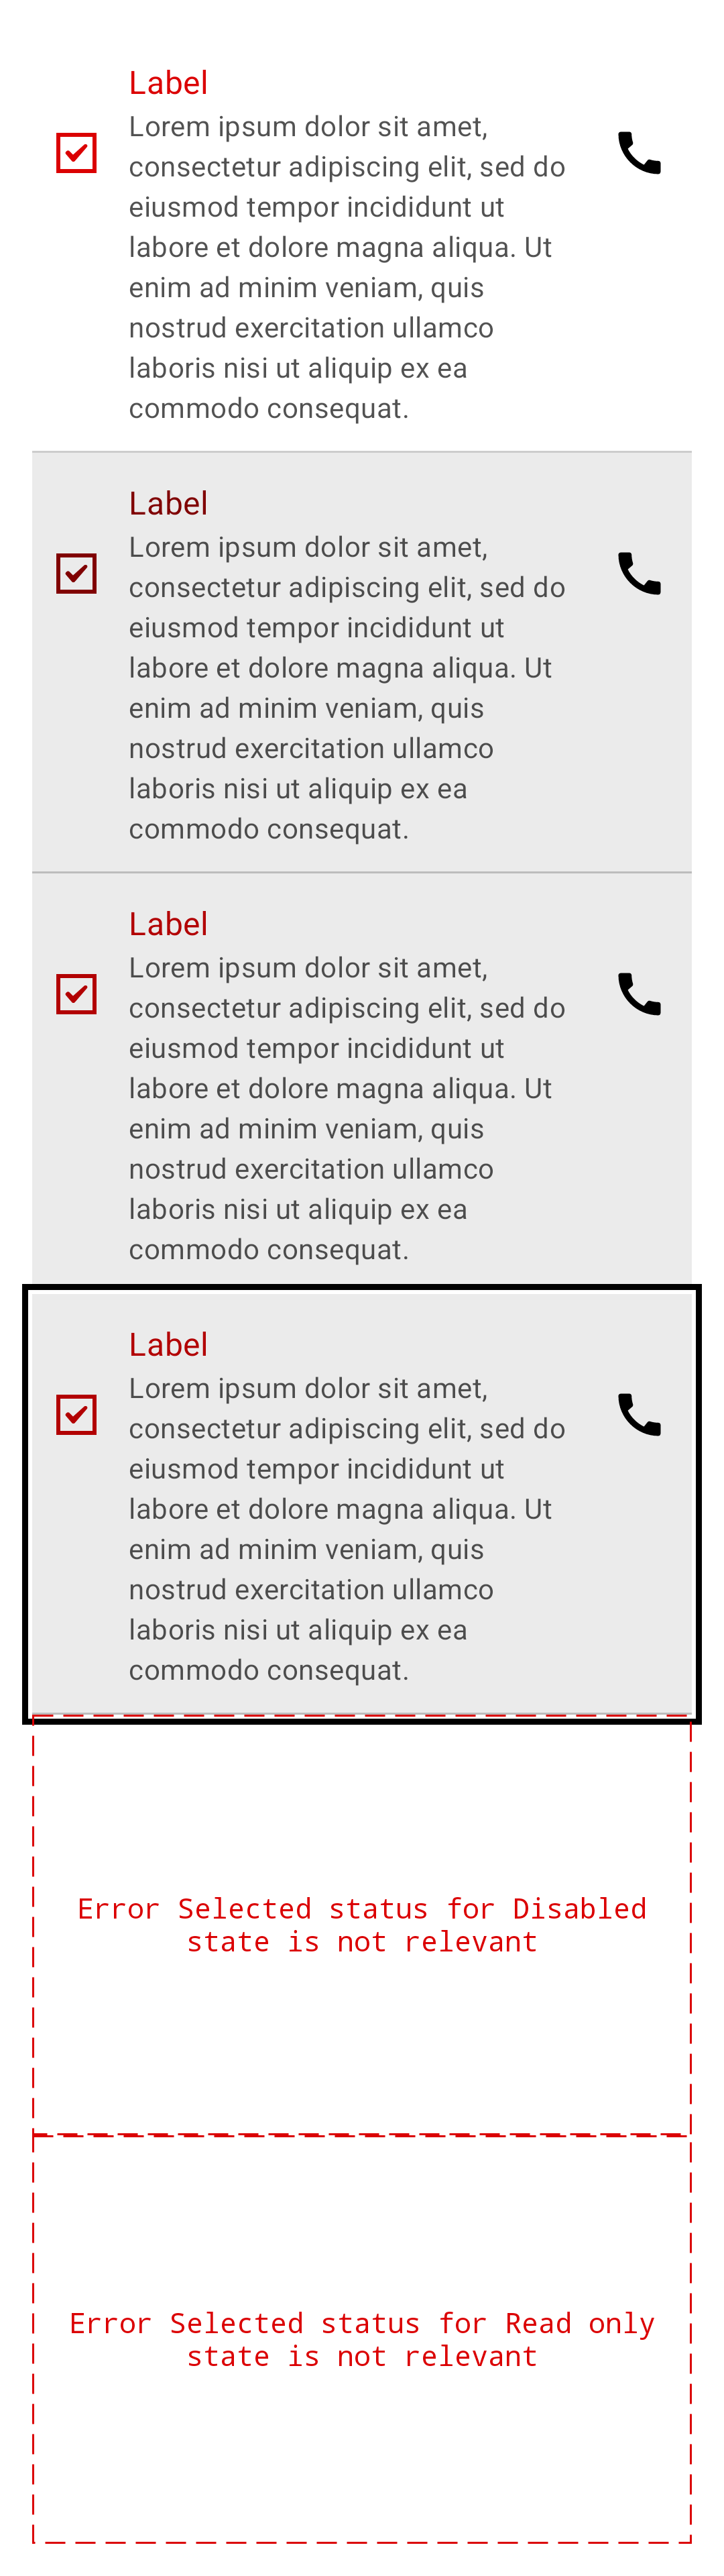 Label
Lorem ipsum dolor sit amet,
consectetur adipiscing elit, sed do
eiusmod tempor incididunt ut
labore et dolore magna aliqua. Ut
enim ad minim veniam, quis
nostrud exercitation ullamco
laboris nisi ut aliquip ex ea
commodo consequat.
Label
Lorem ipsum dolor sit amet,
consectetur adipiscing elit, sed do
eiusmod tempor incididunt ut
labore et dolore magna aliqua. Ut
enim ad minim veniam, quis
nostrud exercitation ullamco
laboris nisi ut aliquip ex ea
commodo consequat.
Label
Lorem ipsum dolor sit amet,
consectetur adipiscing elit, sed do
eiusmod tempor incididunt ut
labore et dolore magna aliqua. Ut
enim ad minim veniam, quis
nostrud exercitation ullamco
laboris nisi ut aliquip ex ea
commodo consequat.
Label
Lorem ipsum dolor sit amet,
consectetur adipiscing elit, sed do
eiusmod tempor incididunt ut
labore et dolore magna aliqua. Ut
enim ad minim veniam, quis
nostrud exercitation ullamco
laboris nisi ut aliquip ex ea
commodo consequat.
Error Selected status for Disabled
state is not relevant
Error Selected status for Read only
state is not relevant